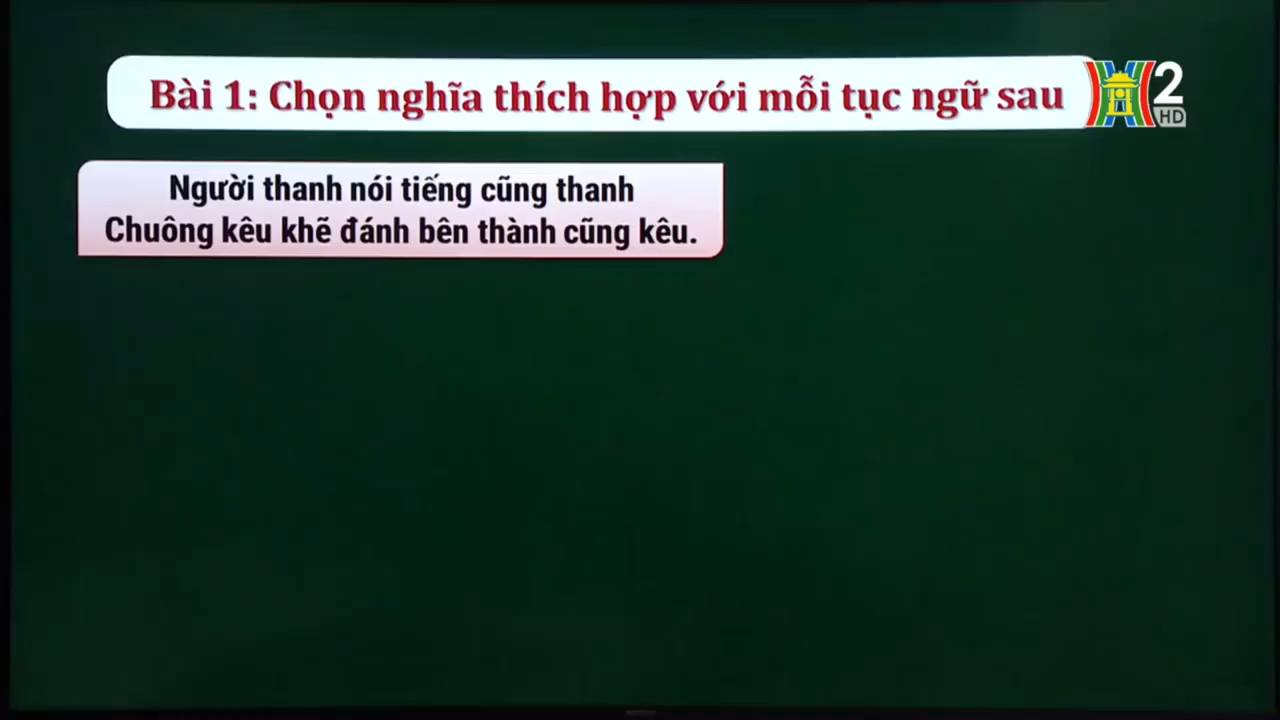 Bài 1: Chọn nghĩa thích hợp với mỗi tục ngữ sau
2
HD
Người thanh nói tiếng cũng thanh
Chuông kêu khẽ đánh bên thành cũng kêu.